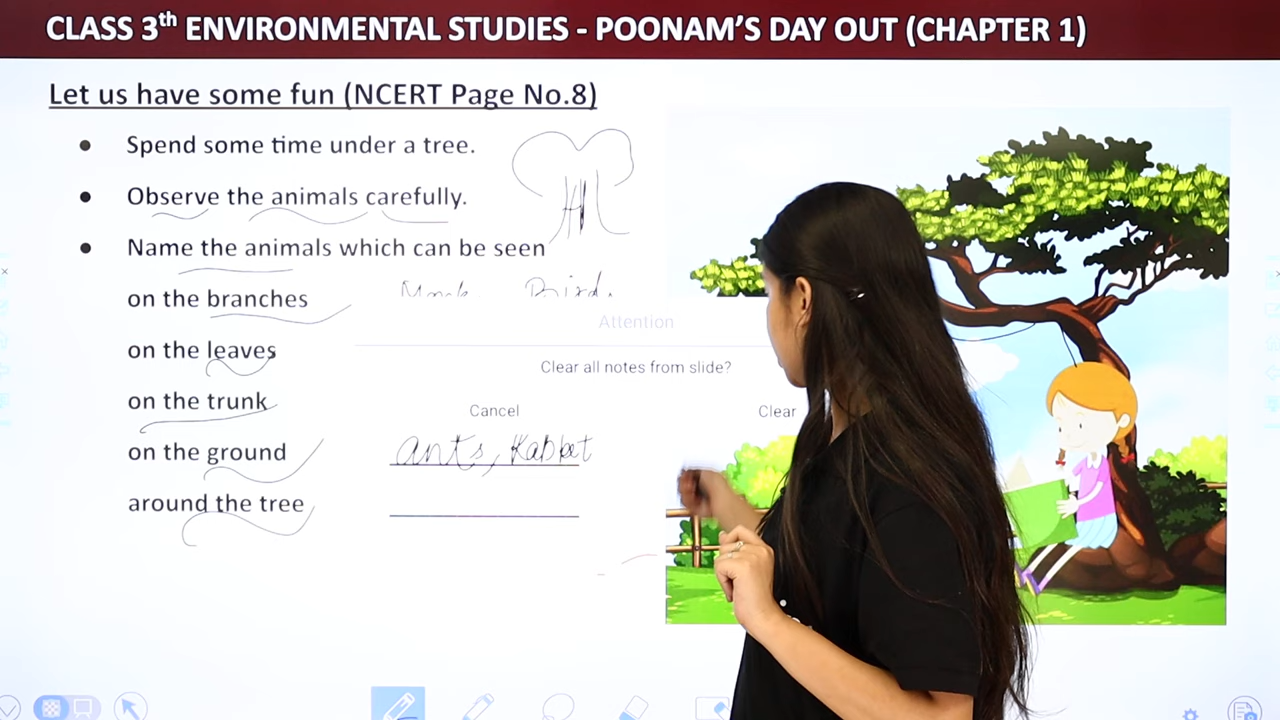 CLASS 3th ENVIRONMENTAL STUDIES - POONAM'S DAY OUT (CHAPTER 1)
Let us have some fun (NCERT Page No.8)
• Spend some time under a tree.
• Observe the animals carefully.
• Name the animals which can be seen
on the branches
Bird,
Attention
on the leaves
Clear all notes from slide?
on the trunk
Cancel Clear
on the ground ants, Rabbet
around the tree